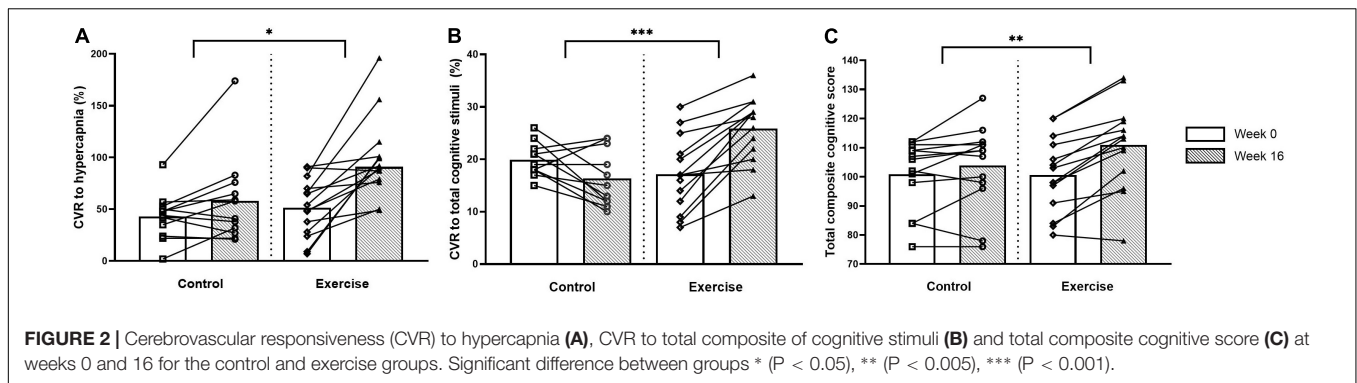 A
*
CVR to hypercapnia (%)
200
150
100
50
0
Control
Exercise
B
***
CVR to total cognitive stimuli (%)
40
30
20
10
0
Control
Exercise
C
**
Total composite cognitive score
140
130
120
110
100
90
80
70
Control
Exercise
Week 0
Week 16
FIGURE 2 | Cerebrovascular responsiveness (CVR) to hypercapnia (A), CVR to total composite of cognitive stimuli (B) and total composite cognitive score (C) at
weeks 0 and 16 for the control and exercise groups. Significant difference between groups * (P < 0.05), ** (P < 0.005), *** (P < 0.001).